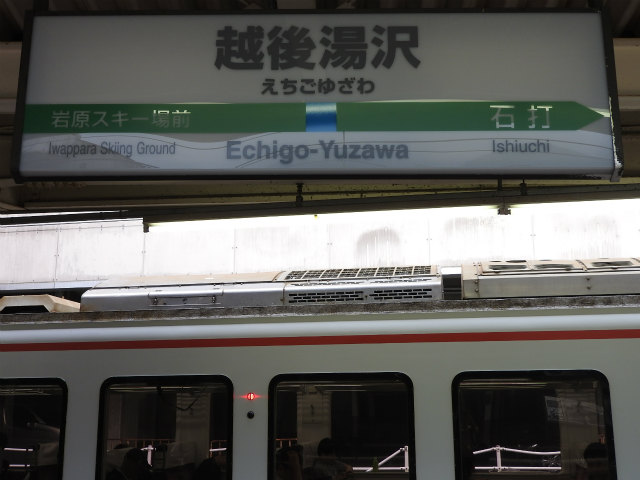 越後湯沢
えちごゆざわ
岩原スキー場前 石打
Iwappara Skiing Ground Echigo-Yuzawa Ishiuchi